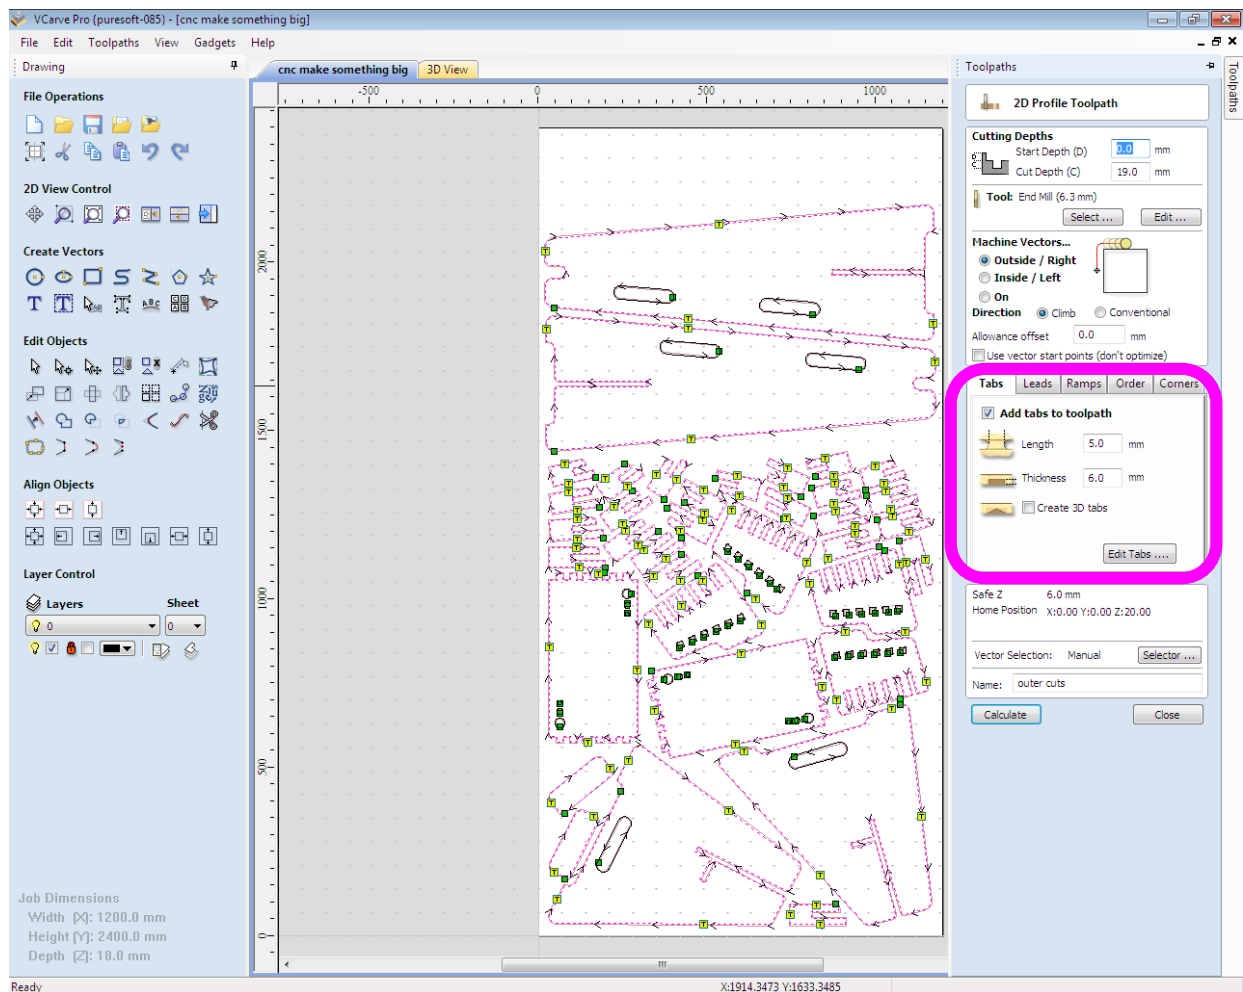 VCarve Pro (puresoft-085) - [cnc make something big]
File Edit Toolpaths View Gadgets Help
Drawing
File Operations
2D View Control
Create Vectors
Edit Objects
Align Objects
Layer Control
Layers Sheet
0 0
Job Dimensions
Width (X): 1200.0 mm
Height (Y): 2400.0 mm
Depth (Z): 18.0 mm
Ready
cnc make something big 3D View
-500 0 500 1000
2000
1500
1000
500
0
X:1914.3473 Y:1633.3485
Toolpaths
Toolpaths
2D Profile Toolpath
Cutting Depths
Start Depth (D) 0.0 mm
Cut Depth (C) 19.0 mm
Tool: End Mill (6.3 mm)
Select ... Edit ...
Machine Vectors...
Outside / Right
Inside / Left
On
Direction Climb Conventional
Allowance offset 0.0 mm
Use vector start points (don't optimize)
Tabs Leads Ramps Order Corners
Add tabs to toolpath
Length 5.0 mm
Thickness 6.0 mm
Create 3D tabs
Edit Tabs ....
Safe Z 6.0 mm
Home Position X:0.00 Y:0.00 Z:20.00
Vector Selection: Manual Selector ...
Name: outer cuts
Calculate Close